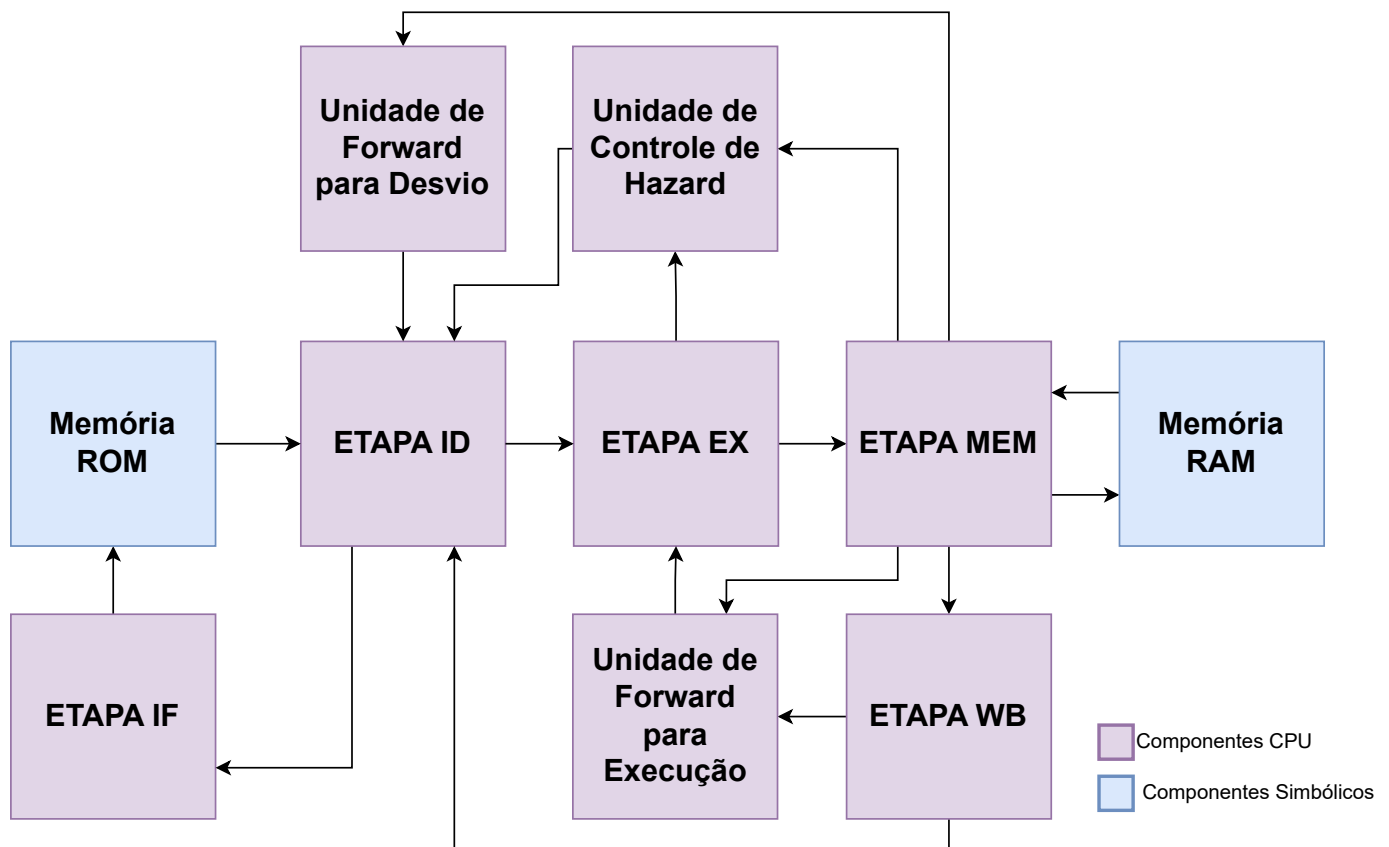 Unidade de
Forward
para Desvio
Unidade de
Controle de
Hazard
Memória
ROM
ETAPA ID
ETAPA EX
ETAPA MEM
Memória
RAM
ETAPA IF
Unidade de
Forward
para
Execução
ETAPA WB
Componentes CPU
Componentes Simbólicos